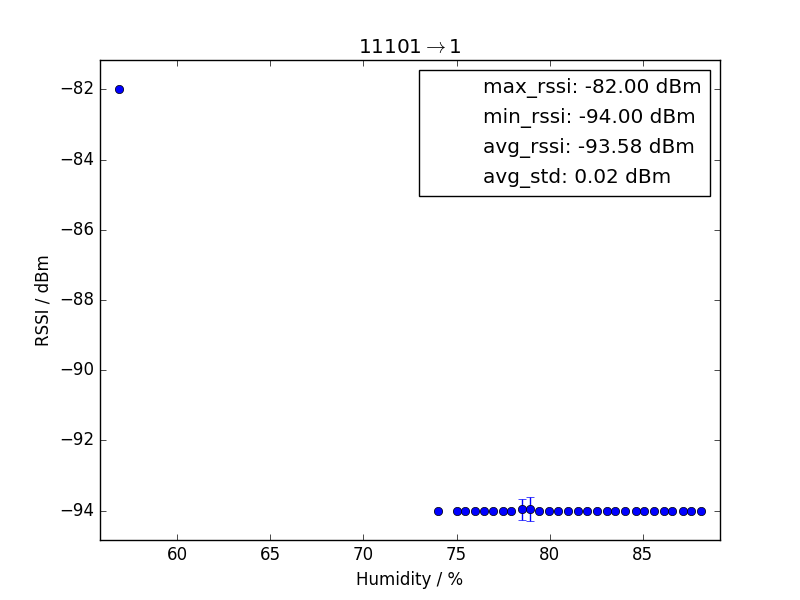 11101→1
max_rssi: -82.00 dBm
min_rssi: -94.00 dBm
avg_rssi: -93.58 dBm
avg_std: 0.02 dBm
RSSI / dBm
−82
−84
−86
−88
−90
−92
−94
60 65 70 75 80 85
Humidity / %